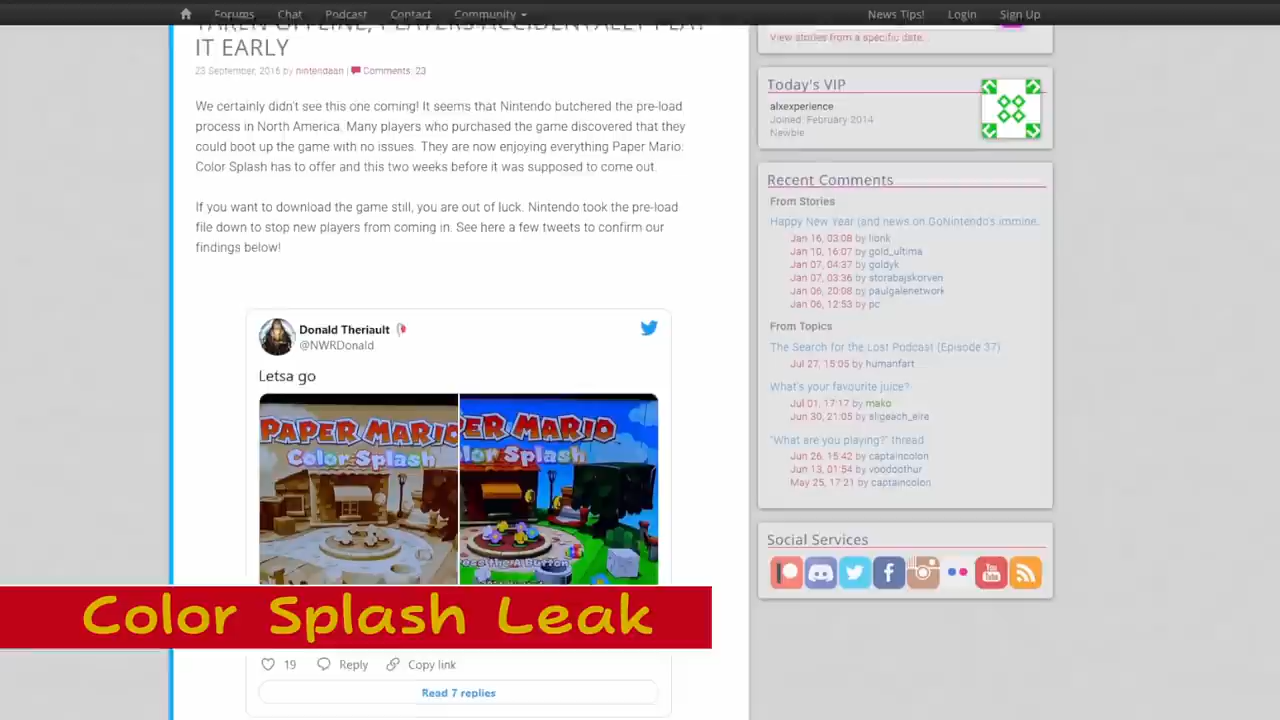 Forums Chat Podcast Contact Community News Tips! Login Sign Up
TAKEN OFFLINE, PLAYERS ACCIDENTALLY PLAY
IT EARLY
23 September, 2016 by nintendaan | Comments: 23
We certainly didn't see this one coming! It seems that Nintendo butchered the pre-load
process in North America. Many players who purchased the game discovered that they
could boot up the game with no issues. They are now enjoying everything Paper Mario:
Color Splash has to offer and this two weeks before it was supposed to come out.
If you want to download the game still, you are out of luck. Nintendo took the pre-load
file down to stop new players from coming in. See here a few tweets to confirm our
findings below!
Donald Theriault
@NWRDonald
Letsa go
PAPER MARIO
Color Splash
PER MARIO
lor Splash
ess the A Button
Color Splash Leak
19 Reply Copy link
Read 7 replies
View stories from a specific date.
Today's VIP
alxexperience
Joined: February 2014
Newbie
Recent Comments
From Stories
Happy New Year (and news on GoNintendo's immine.
Jan 16, 03:08 by lionk
Jan 10, 16:07 by gold_ultima
Jan 07, 04:37 by goldyk
Jan 07, 03:36 by storabajskorven
Jan 06, 20:08 by paulgalenetwork
Jan 06, 12:53 by pc
From Topics
The Search for the Lost Podcast (Episode 37)
Jul 27, 15:05 by humanfart
What's your favourite juice?
Jul 01, 17:17 by mako
Jun 30, 21:05 by sligeach_eire
"What are you playing?" thread
Jun 26, 15:42 by captaincolon
Jun 13, 01:54 by voodoothur
May 25, 17:21 by captaincolon
Social Services
You
Tube